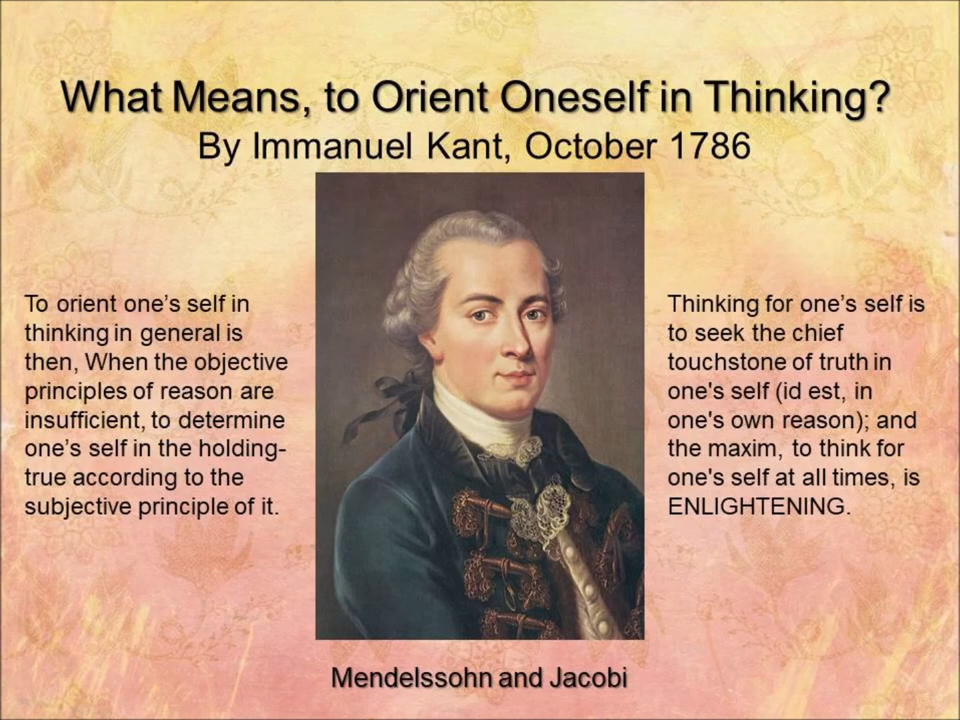 What Means, to Orient Oneself in Thinking?
By Immanuel Kant, October 1786
To orient one’s self in
thinking in general is
then, When the objective
principles of reason are
insufficient, to determine
one’s self in the holding-
true according to the
subjective principle of it.
Thinking for one’s self is
to seek the chief
touchstone of truth in
one's self (id est, in
one's own reason); and
the maxim, to think for
one's self at all times, is
ENLIGHTENING.
Mendelssohn and Jacobi